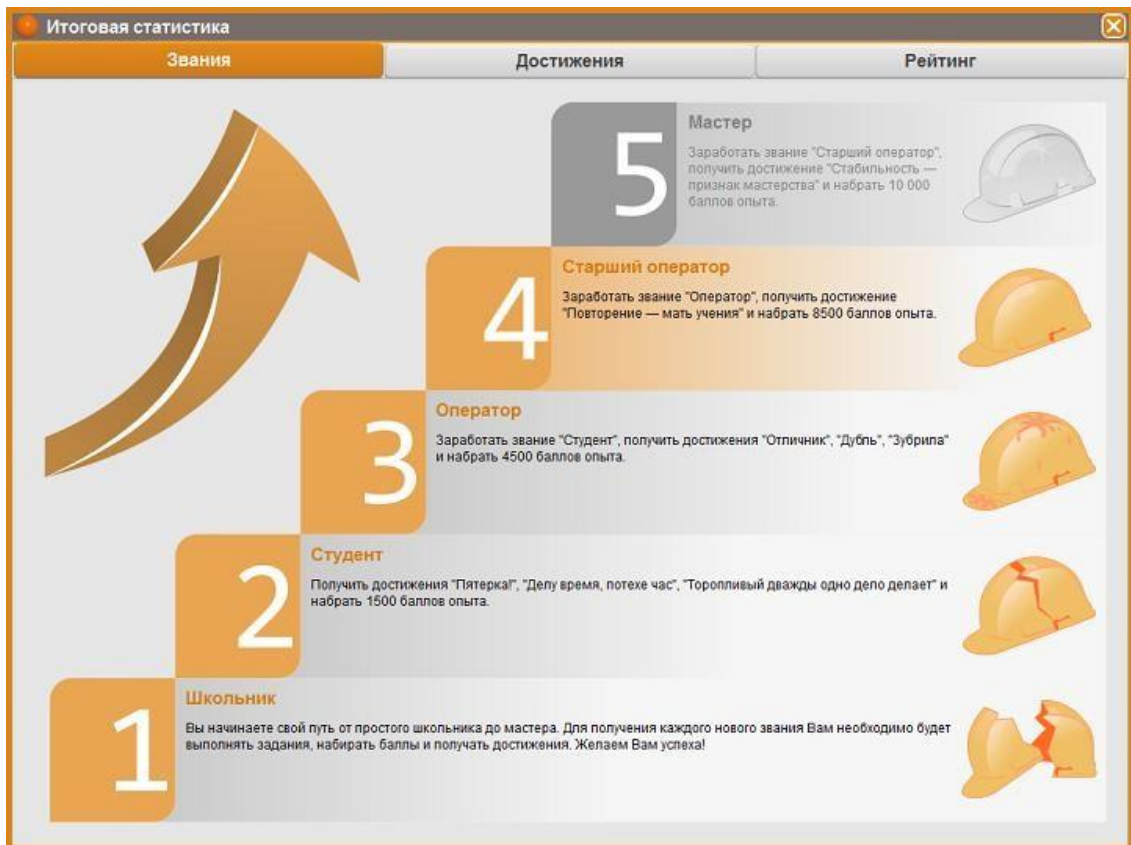 Итоговая статистика
Звания
Достижения
Рейтинг
5
Мастер
Заработать звание "Старший оператор",
получить достижение "Стабильность —
признак мастерства" и набрать 10 000
баллов опыта.
4
Старший оператор
Заработать звание "Оператор", получить достижение
"Повторение — мать учения" и набрать 8500 баллов опыта.
3
Оператор
Заработать звание "Студент", получить достижения "Отличник", "Дубль", "Зубрила"
и набрать 4500 баллов опыта.
2
Студент
Получить достижения "Пятерка!", "Делу время, потехе час", "Торопливый дважды одно дело делает" и
набрать 1500 баллов опыта.
1
Школьник
Вы начинаете свой путь от простого школьника до мастера. Для получения каждого нового звания Вам необходимо будет
выполнять задания, набирать баллы и получать достижения. Желаем Вам успеха!